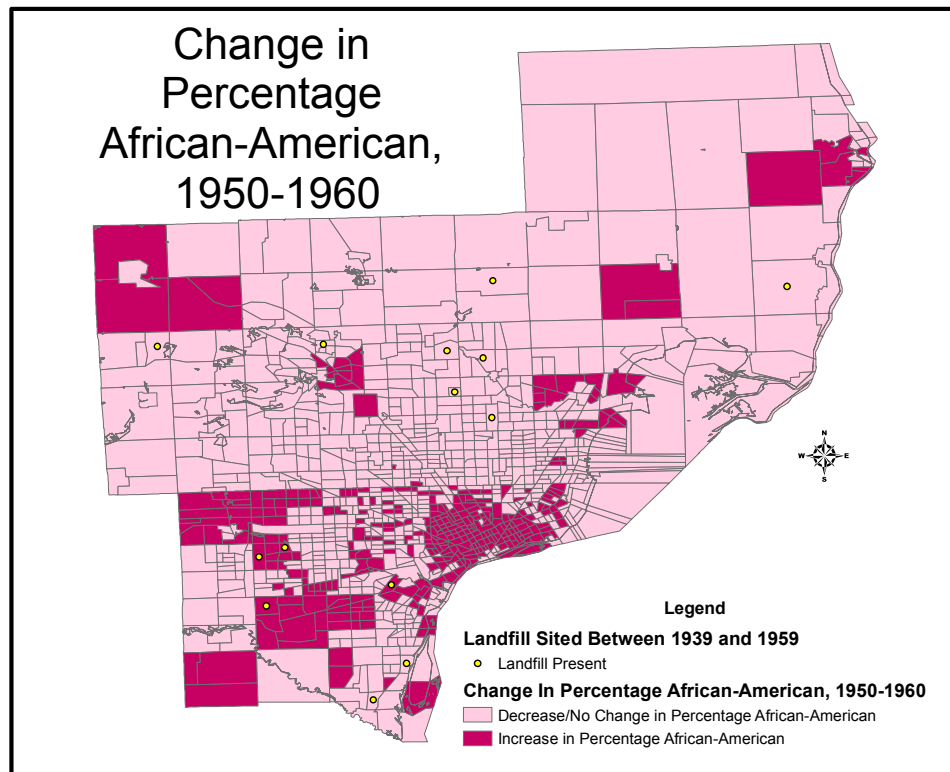 Change in
Percentage
African-American,
1950-1960
N
W E
S
Legend
Landfill Sited Between 1939 and 1959
Landfill Present
Change In Percentage African-American, 1950-1960
Decrease/No Change in Percentage African-American
Increase in Percentage African-American